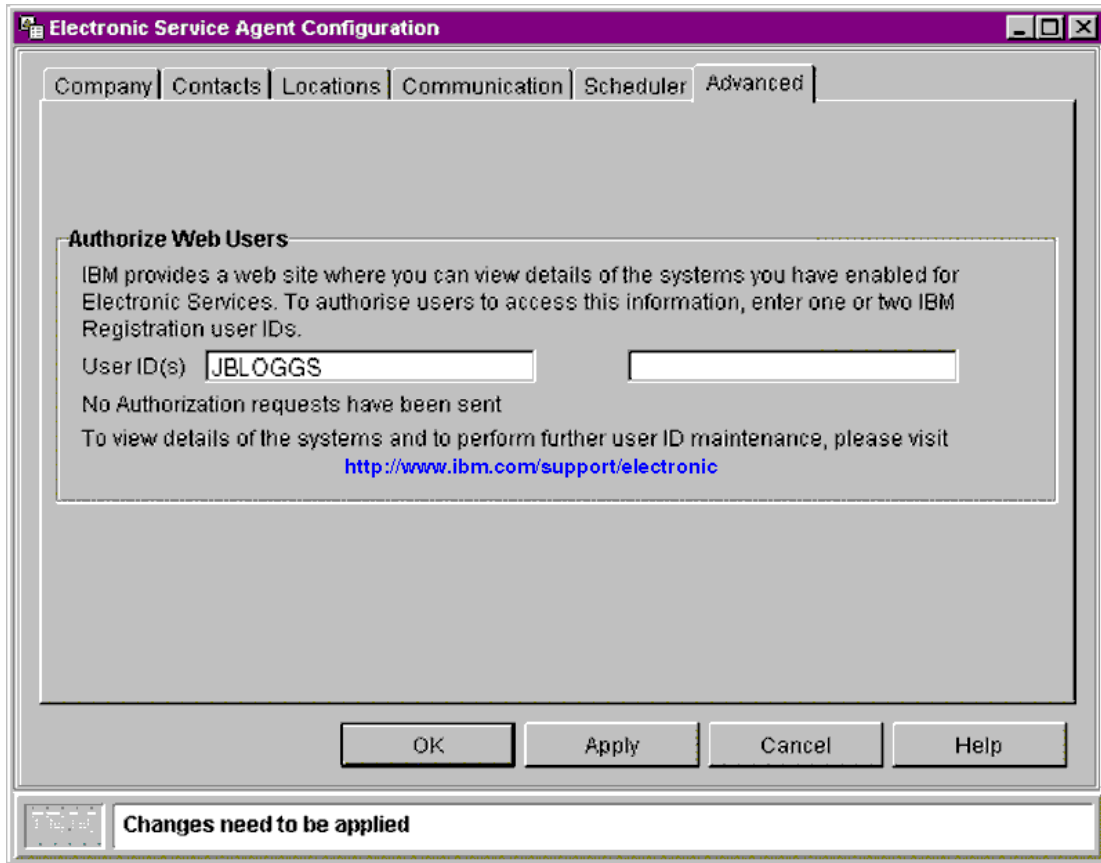 Electronic Service Agent Configuration
Company Contacts Locations Communication Scheduler Advanced
Authorize Web Users
IBM provides a web site where you can view details of the systems you have enabled for
Electronic Services. To authorise users to access this information, enter one or two IBM
Registration user IDs.
User ID(s) JBLOGGS
No Authorization requests have been sent
To view details of the systems and to perform further user ID maintenance, please visit
http://www.ibm.com/support/electronic
OK Apply Cancel Help
Changes need to be applied